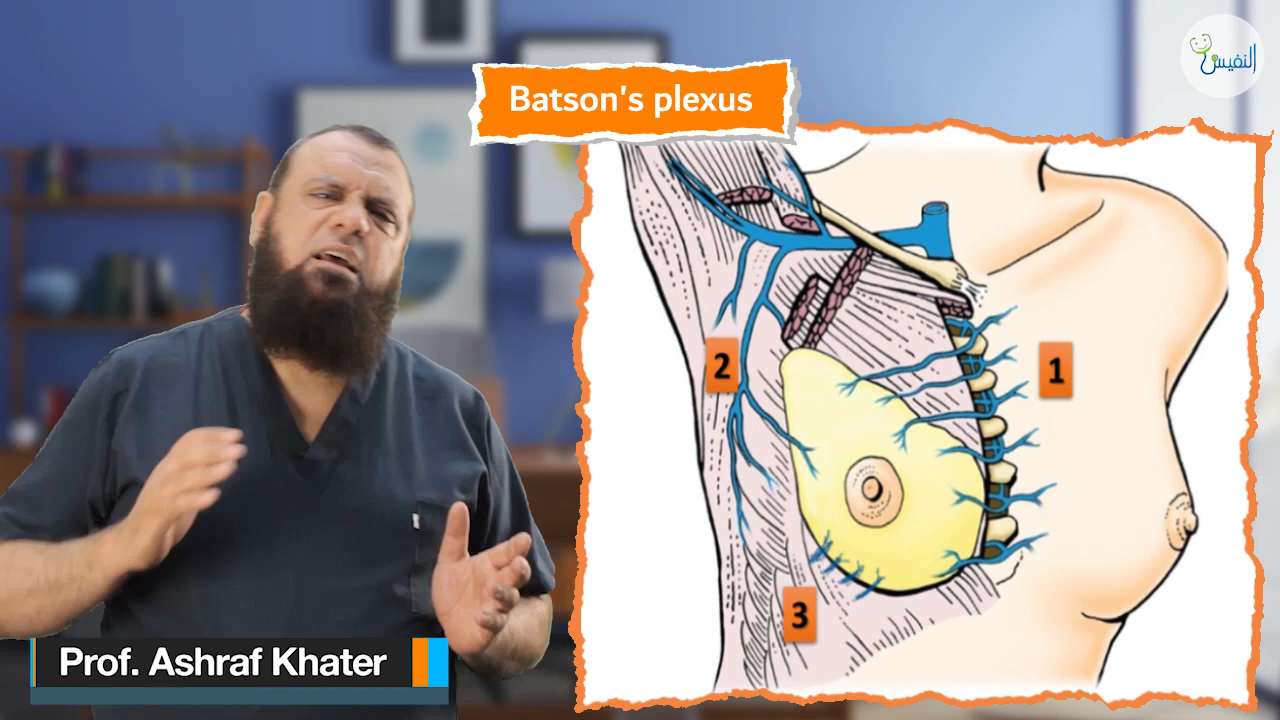 النفيس
Batson's plexus
2
1
3
Prof. Ashraf Khater